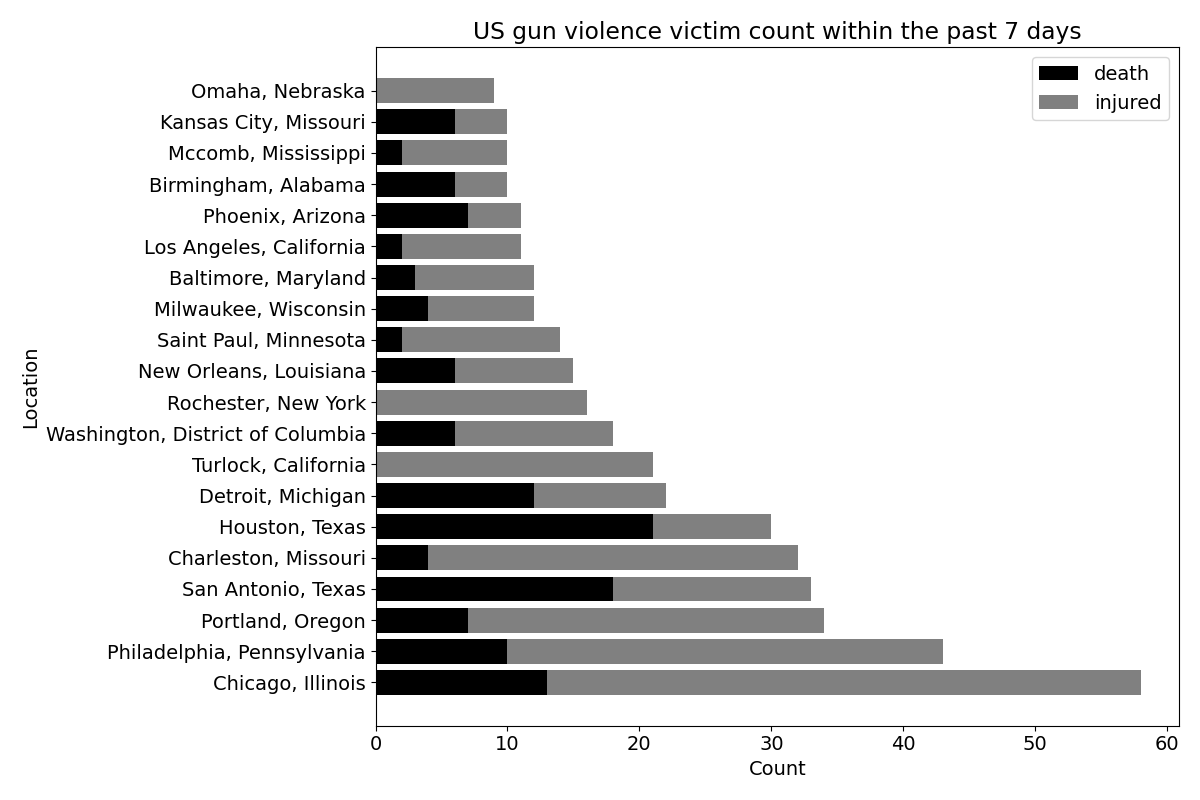 US gun violence victim count within the past 7 days
death
injured
Location
Omaha, Nebraska
Kansas City, Missouri
Mccomb, Mississippi
Birmingham, Alabama
Phoenix, Arizona
Los Angeles, California
Baltimore, Maryland
Milwaukee, Wisconsin
Saint Paul, Minnesota
New Orleans, Louisiana
Rochester, New York
Washington, District of Columbia
Turlock, California
Detroit, Michigan
Houston, Texas
Charleston, Missouri
San Antonio, Texas
Portland, Oregon
Philadelphia, Pennsylvania
Chicago, Illinois
0 10 20 30 40 50 60
Count